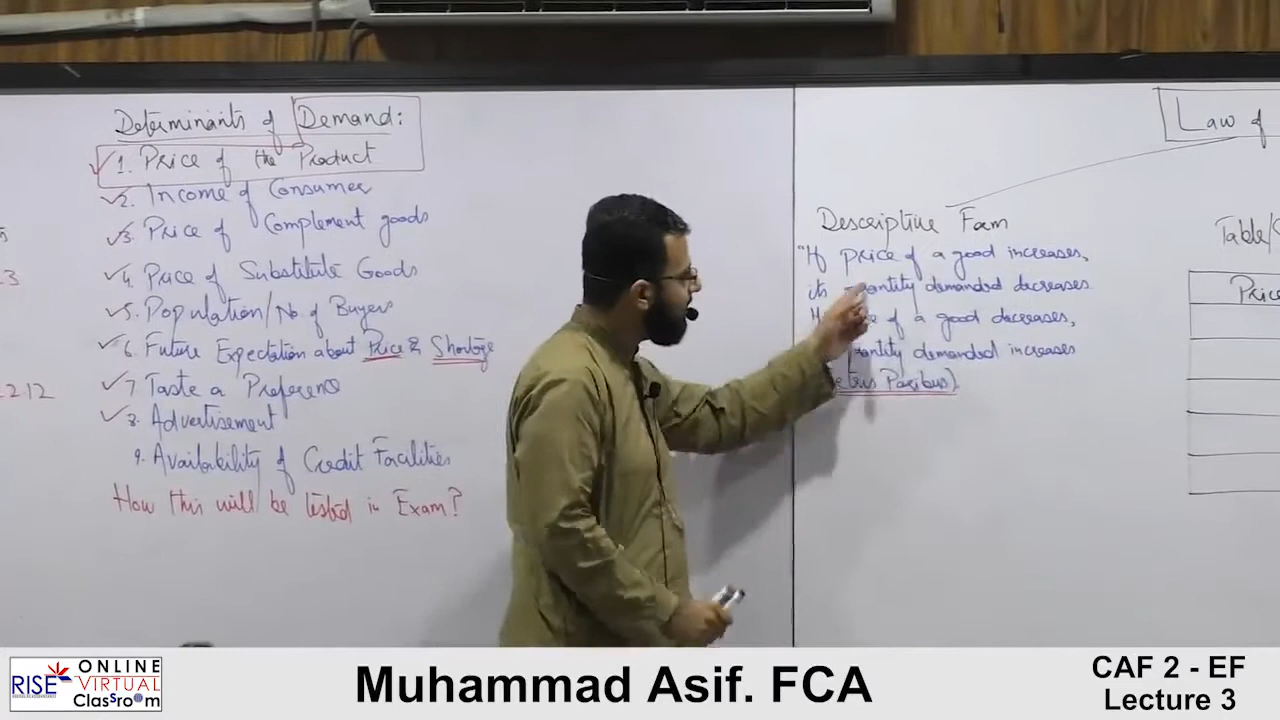 Determinants of Demand:
1. Price of the Product
2. Income of Consumer
3. Price of Complement goods
4. Price of Substitute Goods
5. Population/No of Buyers
6. Future Expectation about Price & Shortage
7. Taste a Preference
8. Advertisement
9. Availability of Credit Facilities
How this will be tested in Exam?
3
2212
Law of
Descriptive Form
"If price of a good increases,
its quantity demanded decreases.
of a good decreases,
quantity demanded increases
Paribus)
Table/
Price
RISE
ONLINE
VIRTUAL
Classroom
Muhammad Asif. FCA
CAF 2 - EF
Lecture 3